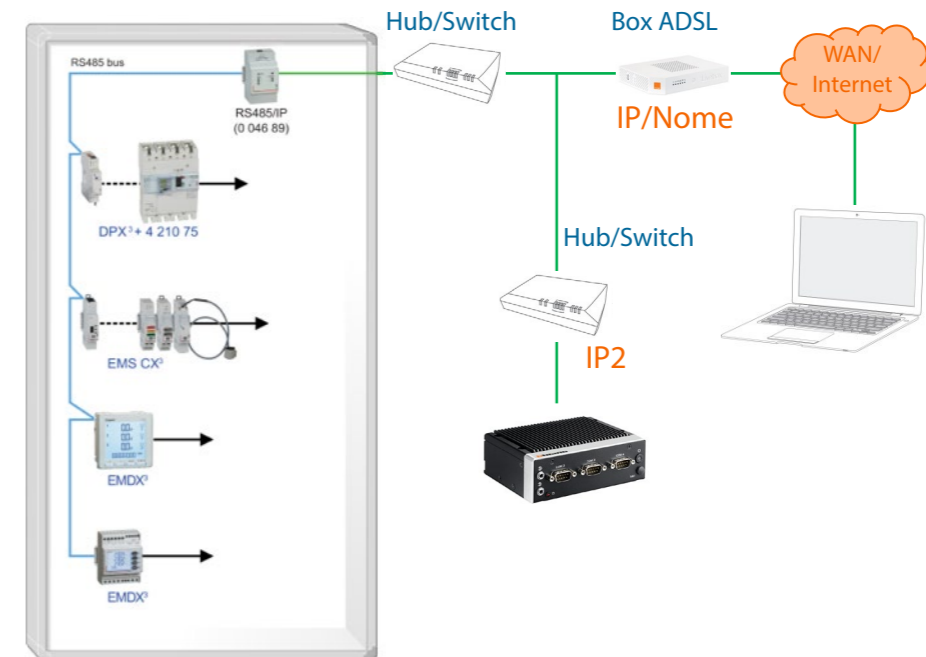 Hub/Switch
Box ADSL
WAN/
Internet
RS485 bus
RS485/IP
(0 046 89)
IP/Nome
DPX³ + 4 210 75
Hub/Switch
EMS CX³
IP2
EMDX³
EMDX³